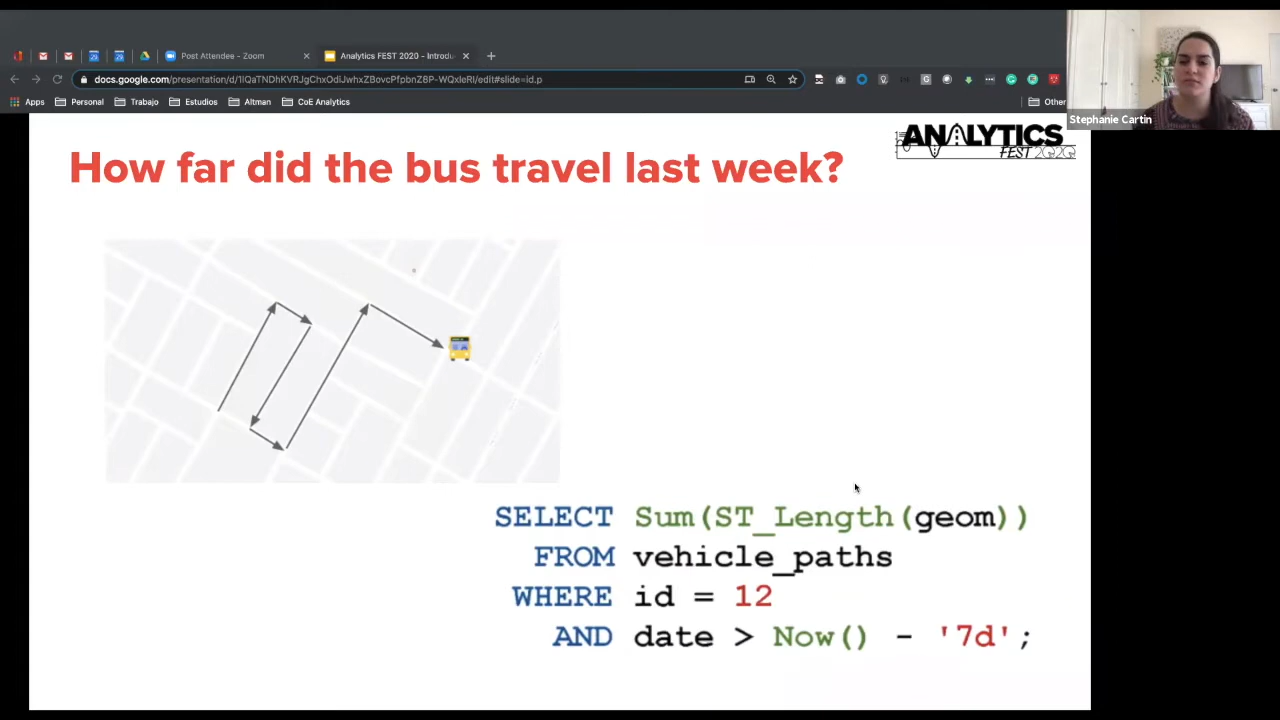 Post Attendee - Zoom
Analytics FEST 2020 - Introdu
docs.google.com/presentation/d/1IQaTNDhKVRJgChxOdiJwhxZBovcPfpbnZ8P-WQxleRI/edit#slide=id.p
Apps
Personal
Trabajo
Estudios
Altman
CoE Analytics
Other
Stephanie Cartin
ANALYTICS
FEST 2020
How far did the bus travel last week?
SELECT Sum(ST_Length(geom))
FROM vehicle_paths
WHERE id = 12
AND date > Now() - '7d';